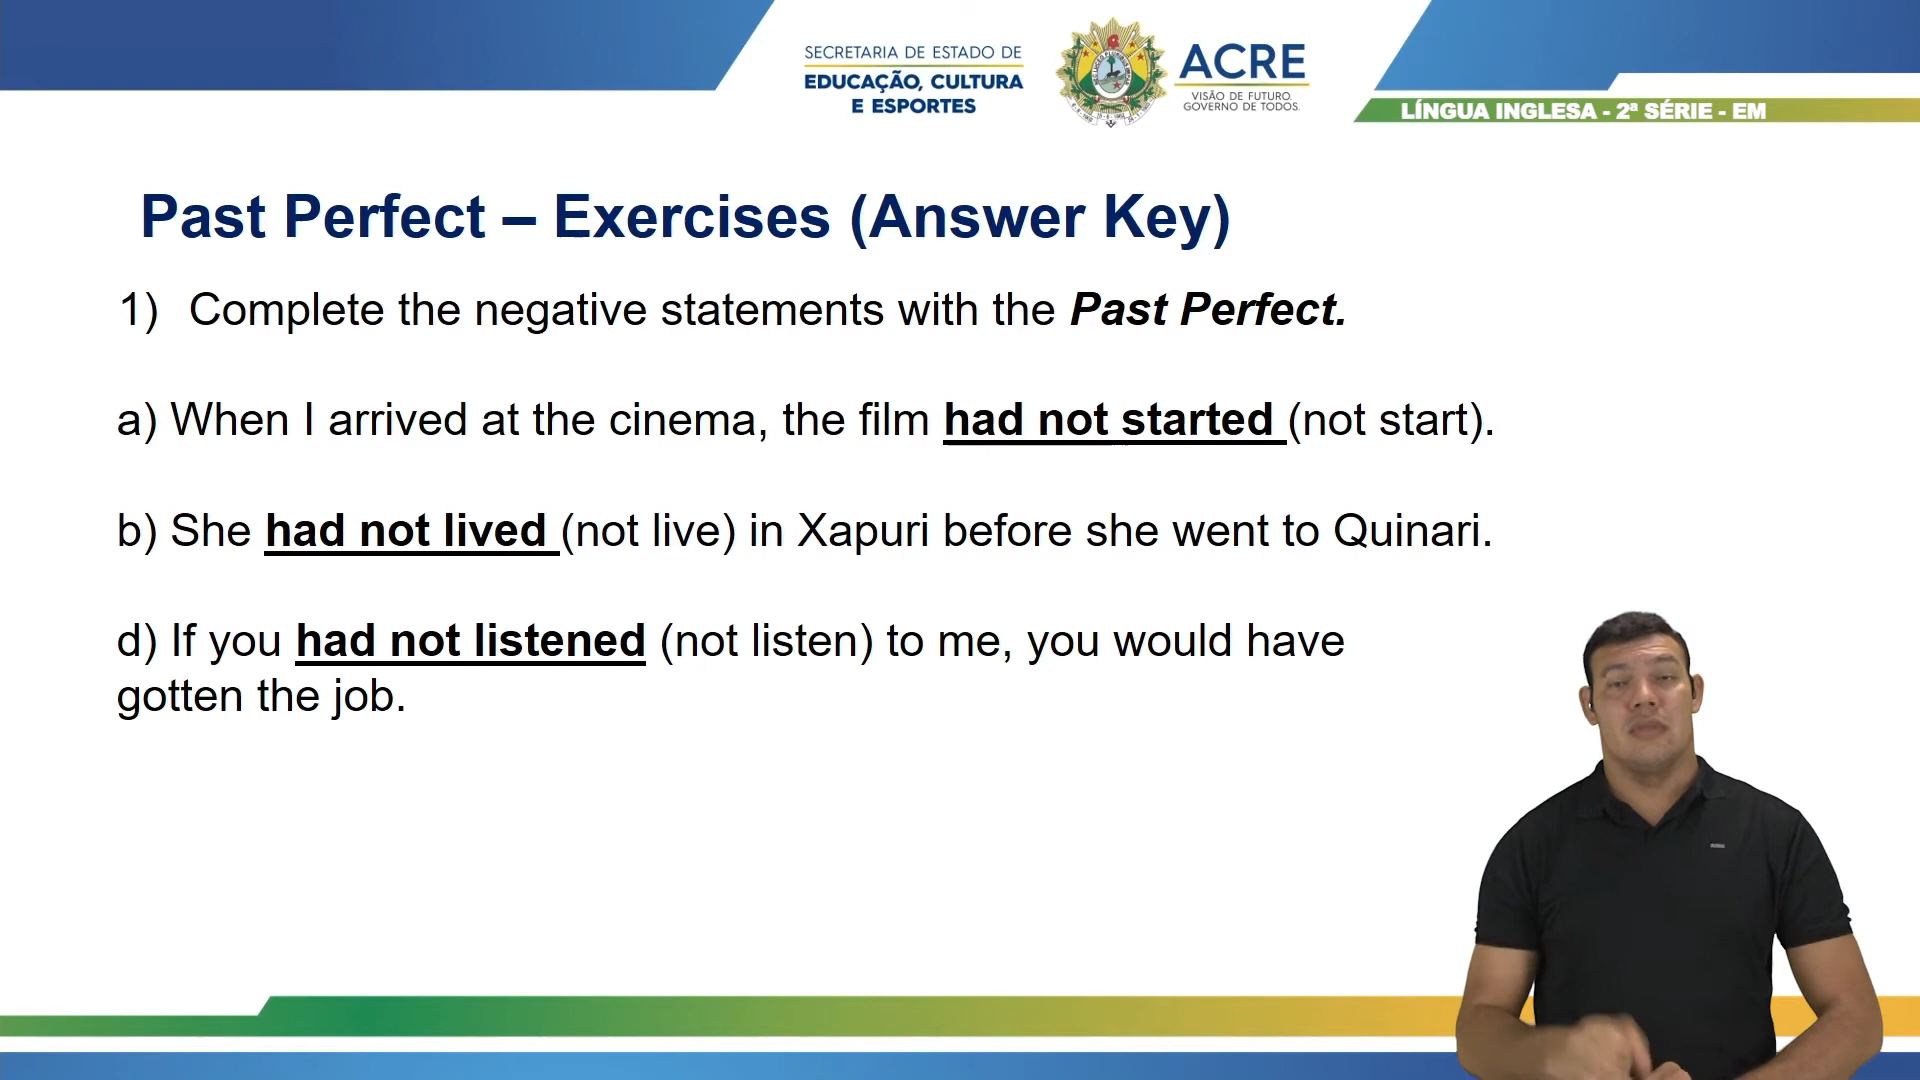 SECRETARIA DE ESTADO DE
EDUCAÇÃO, CULTURA
E ESPORTES
ACRE
VISÃO DE FUTURO.
GOVERNO DE TODOS.
LÍNGUA INGLESA - 2ª SÉRIE - EM
Past Perfect – Exercises (Answer Key)
1) Complete the negative statements with the Past Perfect.
a) When I arrived at the cinema, the film had not started (not start).
b) She had not lived (not live) in Xapuri before she went to Quinari.
d) If you had not listened (not listen) to me, you would have
gotten the job.